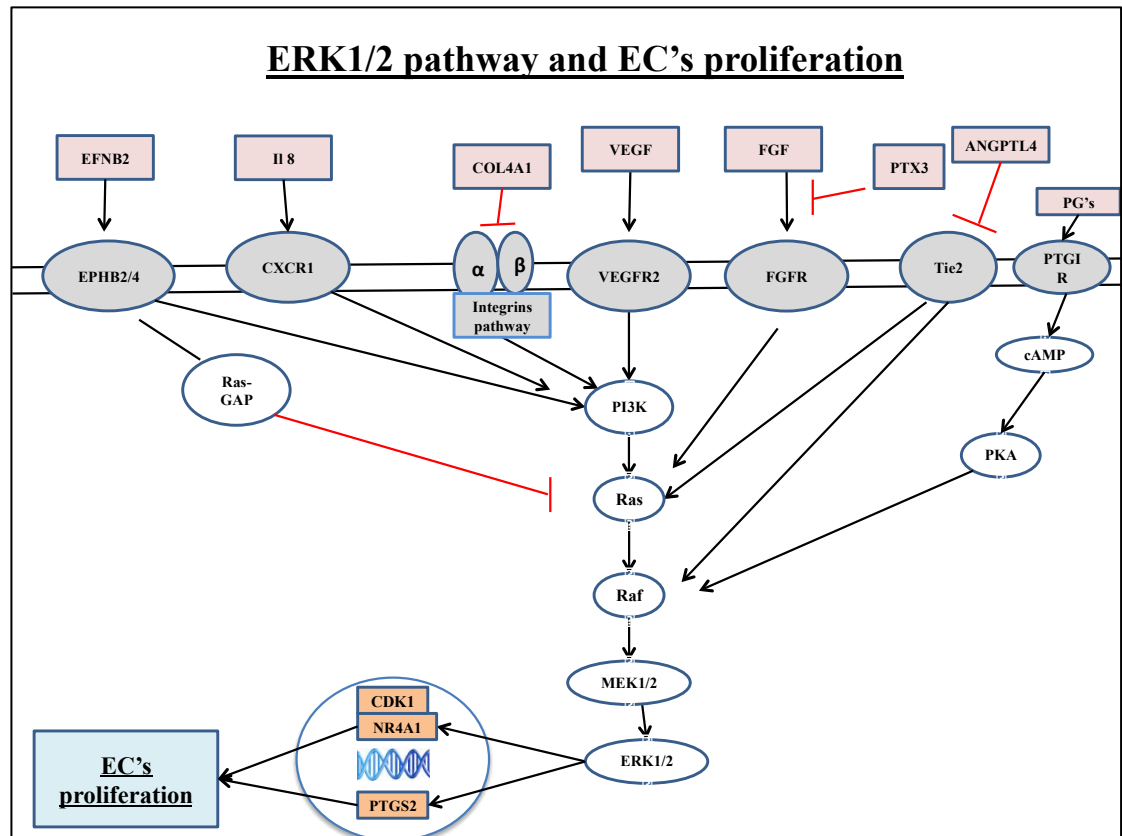 ERK1/2 pathway and EC's proliferation
EFNB2
Il 8
COL4A1
VEGF
FGF
PTX3
ANGPTL4
PG's
EPHB2/4
CXCR1
α
β
Integrins
pathway
VEGFR2
FGFR
Tie2
PTGI
R
cAMP
Ras-
GAP
PI3K
PKA
Ras
Raf
MEK1/2
CDK1
NR4A1
ERK1/2
EC's
proliferation
PTGS2